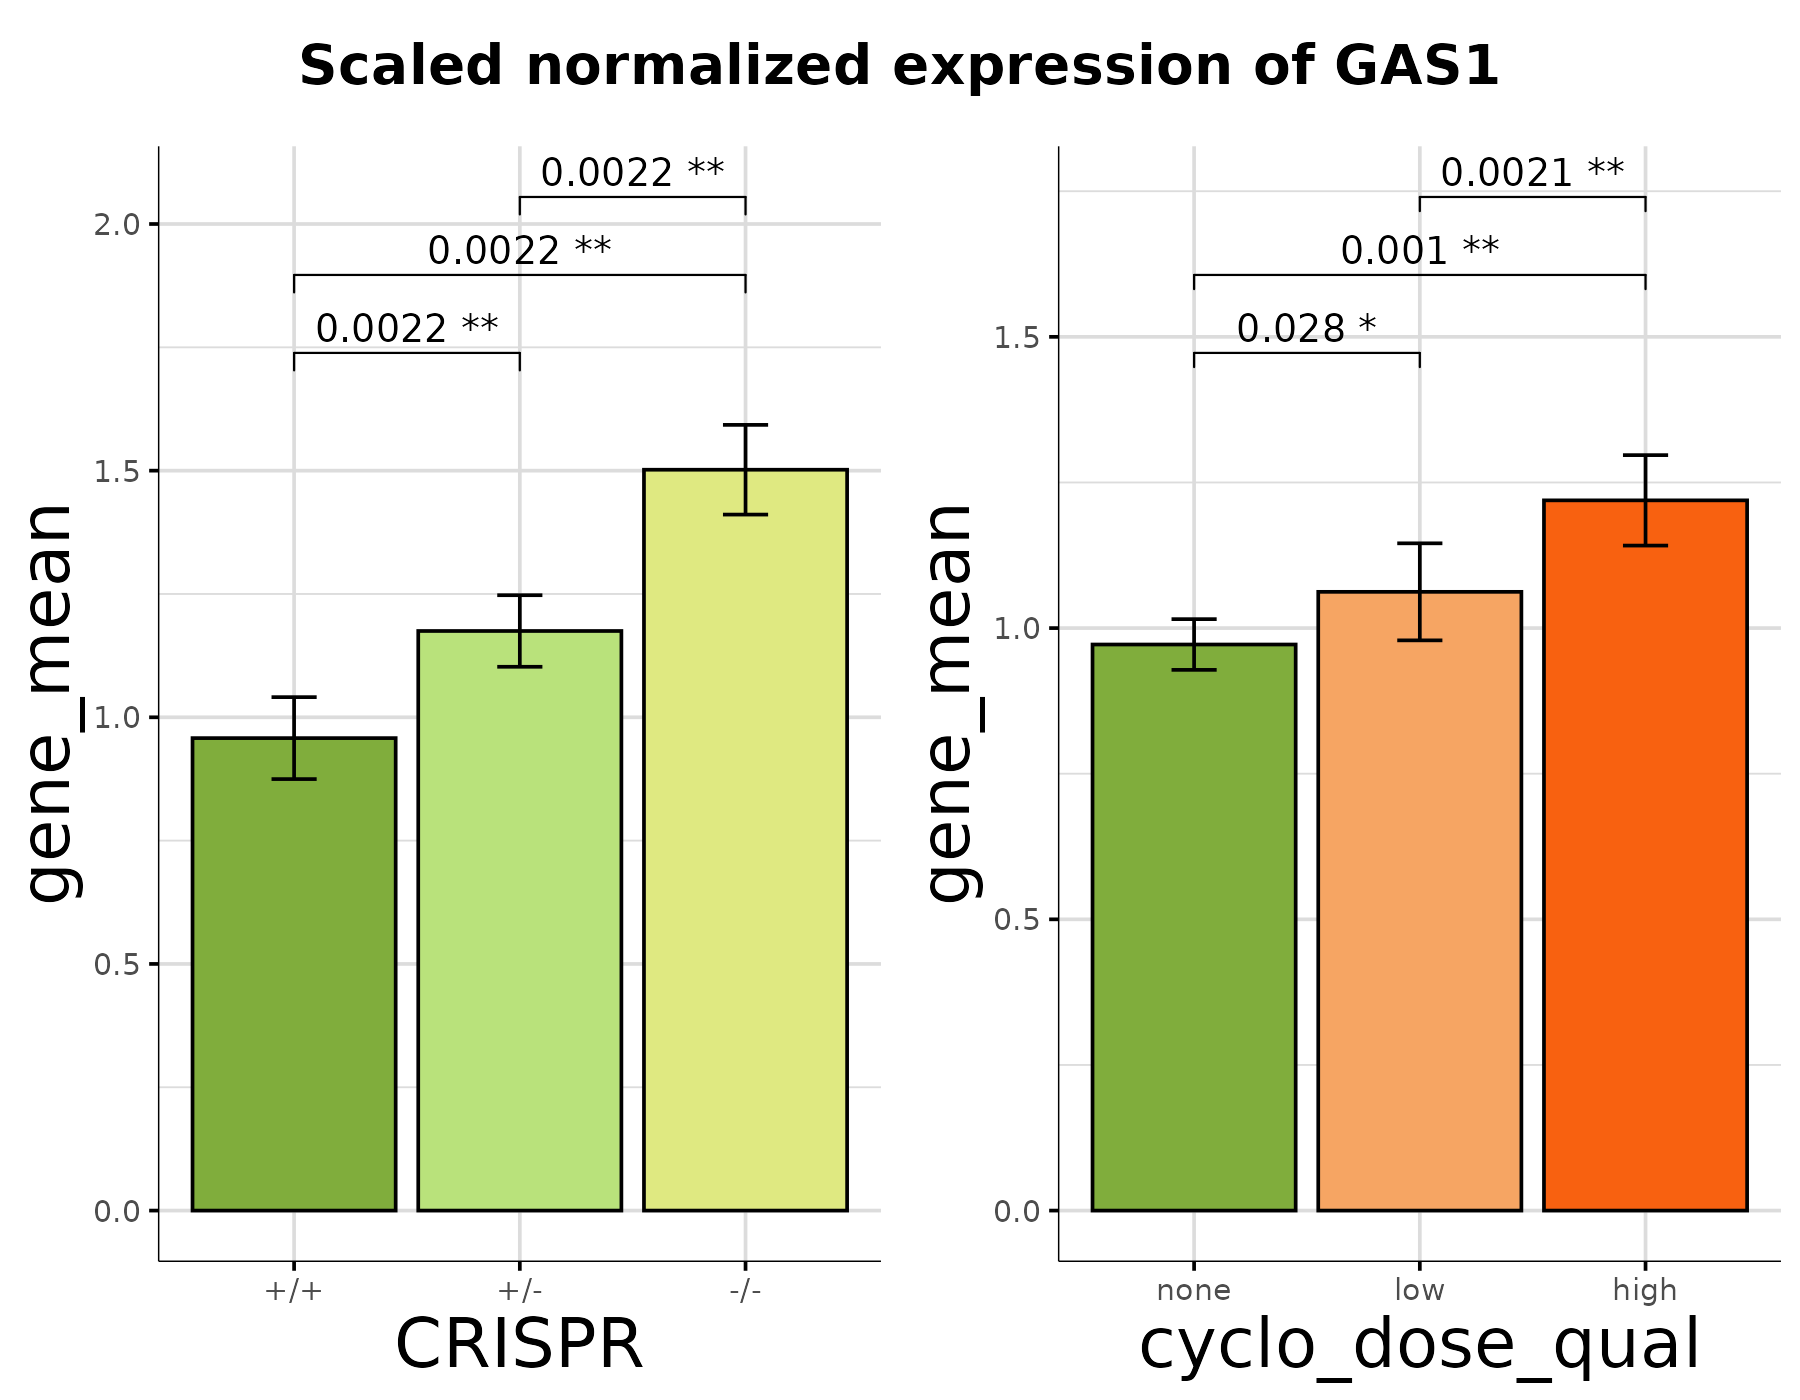 Scaled normalized expression of GAS1
gene_mean
2.0
1.5
1.0
0.5
0.0
0.0022 **
0.0022 **
0.0022 **
+/+ +/- -/-
CRISPR
gene_mean
1.5
1.0
0.5
0.0
0.0021 **
0.001 **
0.028 *
none low high
cyclo_dose_qual